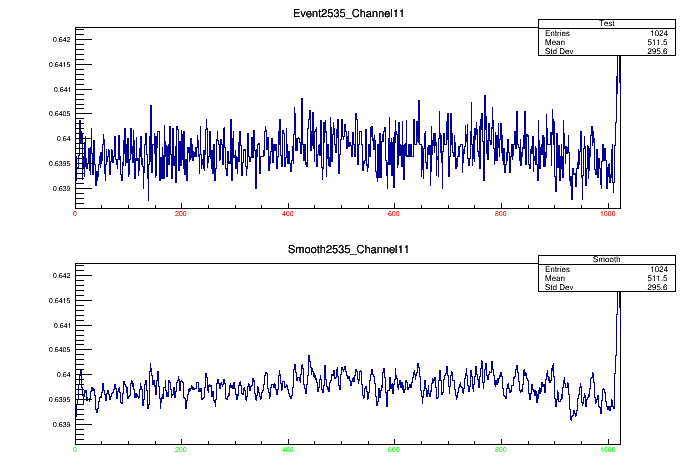 Event2535_Channel11
Test
Entries 1024
Mean 511.5
Std Dev 295.6
0.642
0.6415
0.641
0.6405
0.64
0.6395
0.639
0 200 400 600 800 1000
Smooth2535_Channel11
Smooth
Entries 1024
Mean 511.5
Std Dev 295.6
0.642
0.6415
0.641
0.6405
0.64
0.6395
0.639
0 200 400 600 800 1000